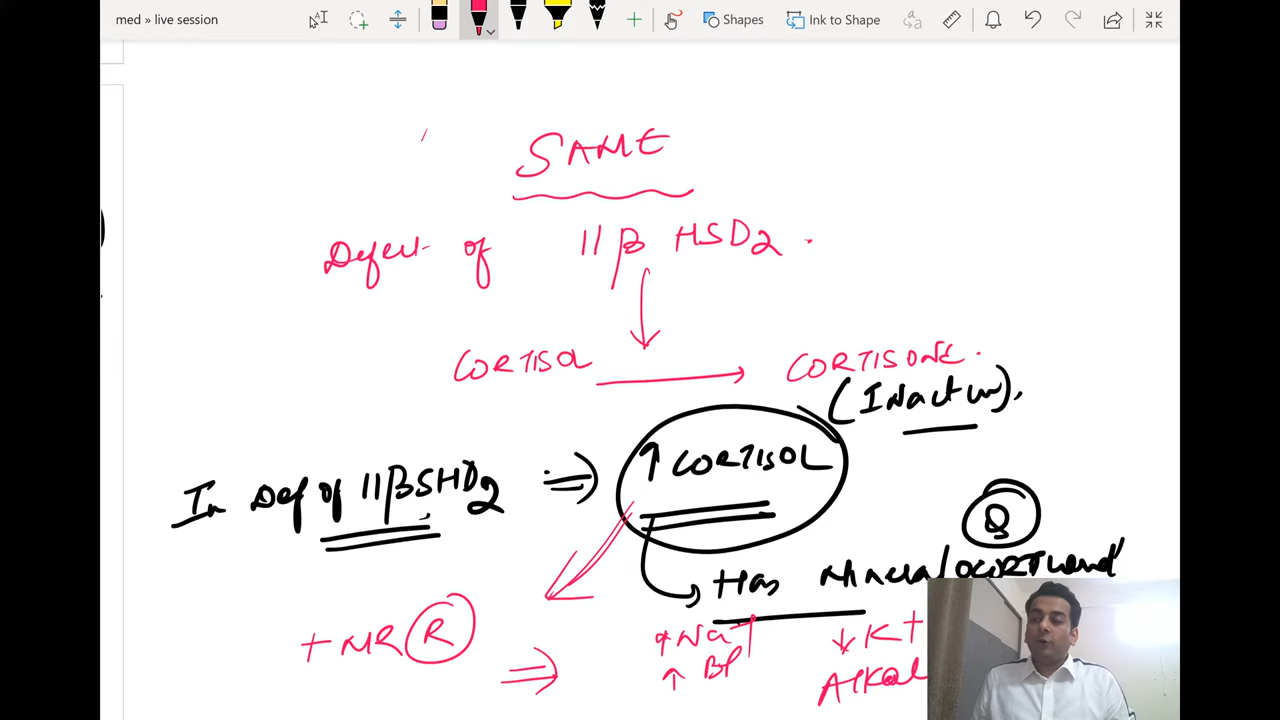 med » live session
Shapes
Ink to Shape
SAME
Defect of 11β HSD2.
CORTISOL → CORTISONE.
(Inactive),
In Def of 11βSHD2 ⇒ ↑ CORTISOL
Q
Has Mineralocorticoid
+ MR R ⇒ ↑Na+ ↓K+
↑ BP Alkal